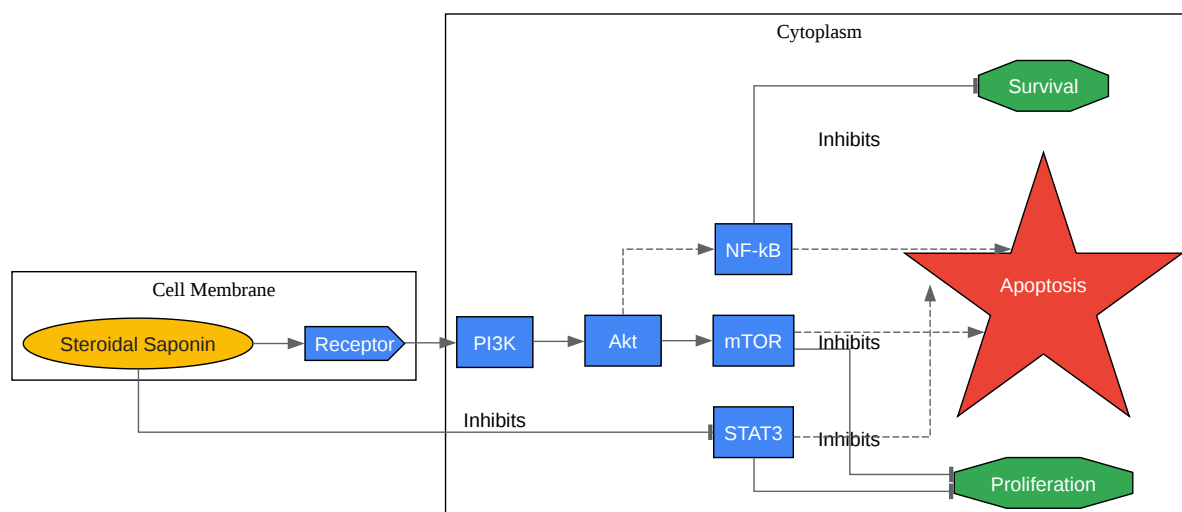 Cytoplasm
Survival
Inhibits
NF-kB
Apoptosis
Cell Membrane
Steroidal Saponin
Receptor
PI3K
Akt
mTOR
Inhibits
Inhibits
STAT3
Inhibits
Proliferation